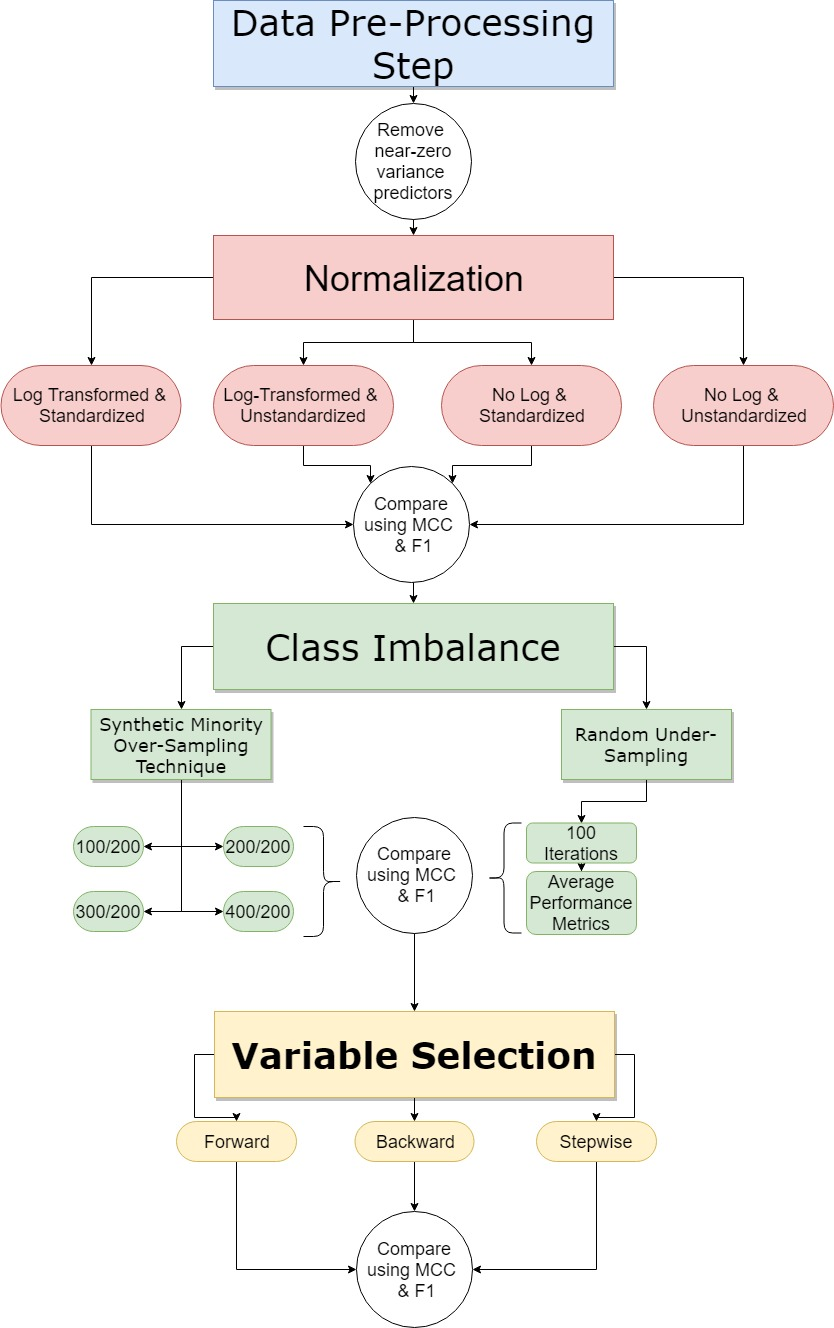 Data Pre-Processing
Step
Remove
near-zero
variance
predictors
Normalization
Log Transformed &
Standardized
Log-Transformed &
Unstandardized
No Log &
Standardized
No Log &
Unstandardized
Compare
using MCC
& F1
Class Imbalance
Synthetic Minority
Over-Sampling
Technique
Random Under-
Sampling
100/200
200/200
300/200
400/200
Compare
using MCC
& F1
100
Iterations
Average
Performance
Metrics
Variable Selection
Forward
Backward
Stepwise
Compare
using MCC
& F1